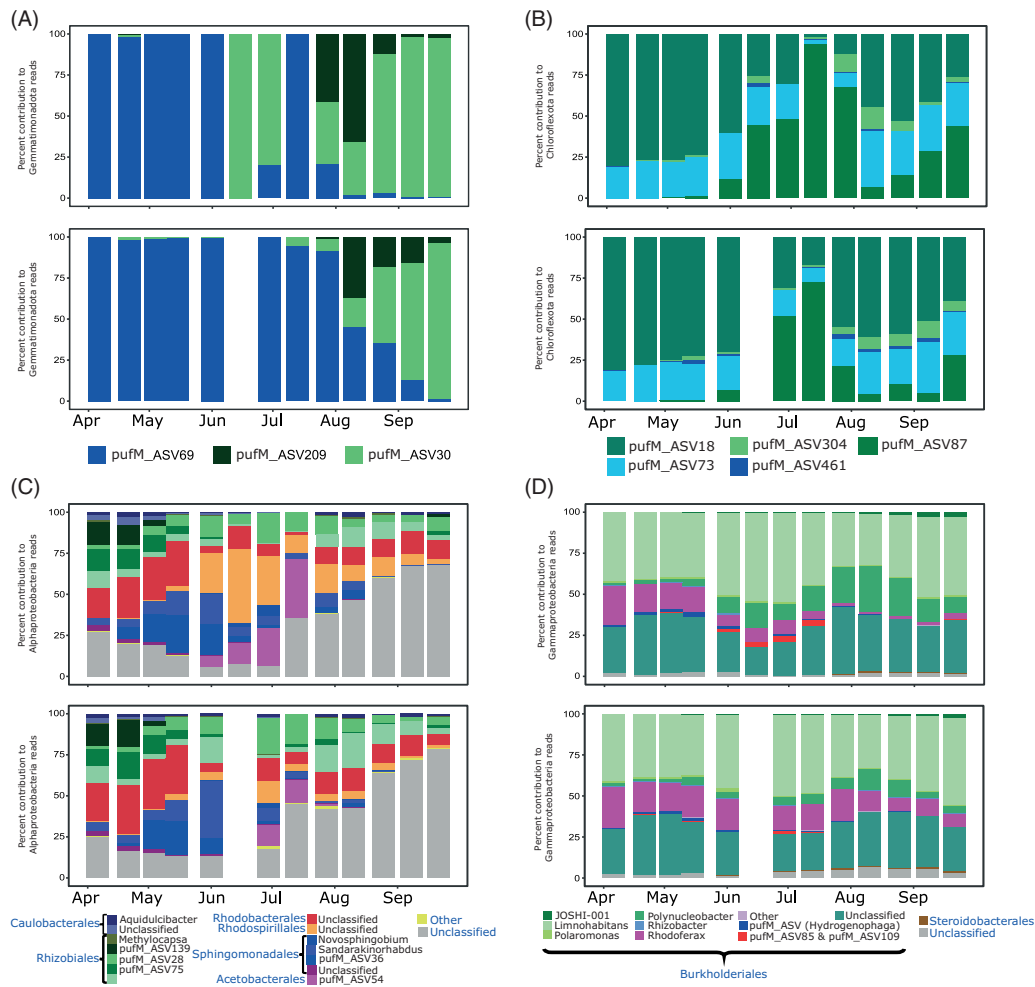 (A)
Percent contribution to
Gemmatimonadota reads
100
75
50
25
0
Percent contribution to
Gemmatimonadota reads
100
75
50
25
0
Apr May Jun Jul Aug Sep
pufM_ASV69 pufM_ASV209 pufM_ASV30
(B)
Percent contribution to
Chloroflexota reads
100
75
50
25
0
Percent contribution to
Chloroflexota reads
100
75
50
25
0
Apr May Jun Jul Aug Sep
pufM_ASV18 pufM_ASV304 pufM_ASV87
pufM_ASV73 pufM_ASV461
(C)
Percent contribution to
Alphaproteobacteria reads
100
75
50
25
0
Percent contribution to
Alphaproteobacteria reads
100
75
50
25
0
Apr May Jun Jul Aug Sep
Caulobacterales
Aquidulcibacter
Unclassified
Rhizobiales
Methylocapsa
pufM_ASV139
pufM_ASV28
pufM_ASV75
Rhodobacterales
Unclassified
Rhodospirillales
Unclassified
Sphingomonadales
Novosphingobium
Sandarakinorhabdus
pufM_ASV36
Unclassified
Acetobacterales
pufM_ASV54
Other
Unclassified
(D)
Percent contribution to
Gammaproteobacteria reads
100
75
50
25
0
Percent contribution to
Gammaproteobacteria reads
100
75
50
25
0
Apr May Jun Jul Aug Sep
JOSHI-001 Polynucleobacter Other Unclassified
Limnohabitans Rhizobacter pufM_ASV (Hydrogenophaga)
Polaromonas Rhodoferax pufM_ASV85 & pufM_ASV109
Steroidobacterales
Unclassified
Burkholderiales